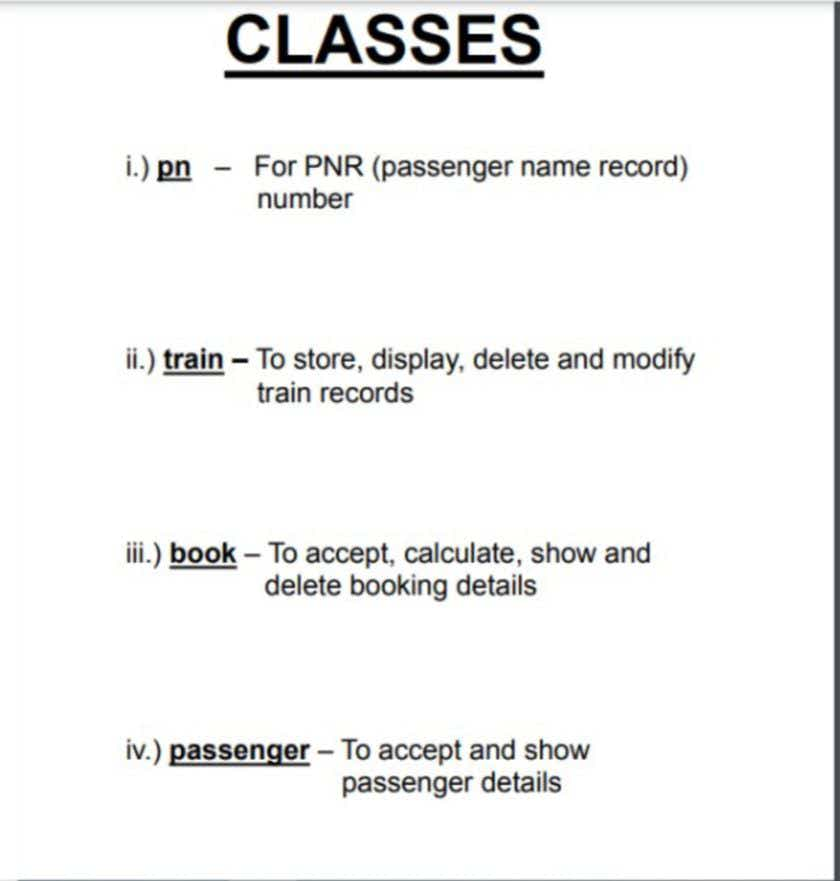 CLASSES
i.) pn – For PNR (passenger name record)
number
ii.) train – To store, display, delete and modify
train records
iii.) book – To accept, calculate, show and
delete booking details
iv.) passenger – To accept and show
passenger details